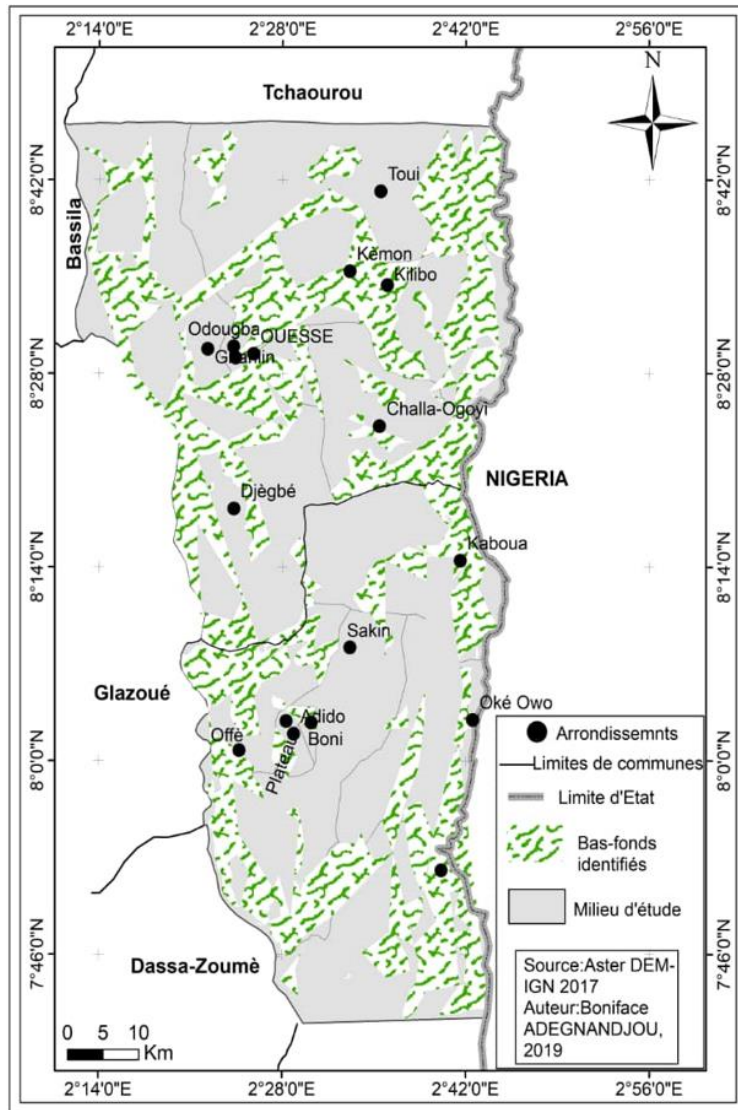 2°14'0"E 2°28'0"E 2°42'0"E 2°56'0"E
N
Tchaourou
8°42'0"N
8°42'0"N
Toui
Bassila
Kèmon
Kilibo
Odougba
OUESSE
8°28'0"N
8°28'0"N
Challa-Ogoyi
NIGERIA
Djègbé
Kaboua
8°14'0"N
8°14'0"N
Sakin
Glazoué
Oké Owo
Adido
Offè
Boni
Plateau
8°0'0"N
8°0'0"N
Arrondissemnts
Limites de communes
Limite d'Etat
Bas-fonds
identifiés
Milieu d'étude
7°46'0"N
7°46'0"N
Dassa-Zoumè
Source:Aster DEM-
IGN 2017
Auteur:Boniface
ADEGNANDJOU,
2019
0 5 10
Km
2°14'0"E 2°28'0"E 2°42'0"E 2°56'0"E